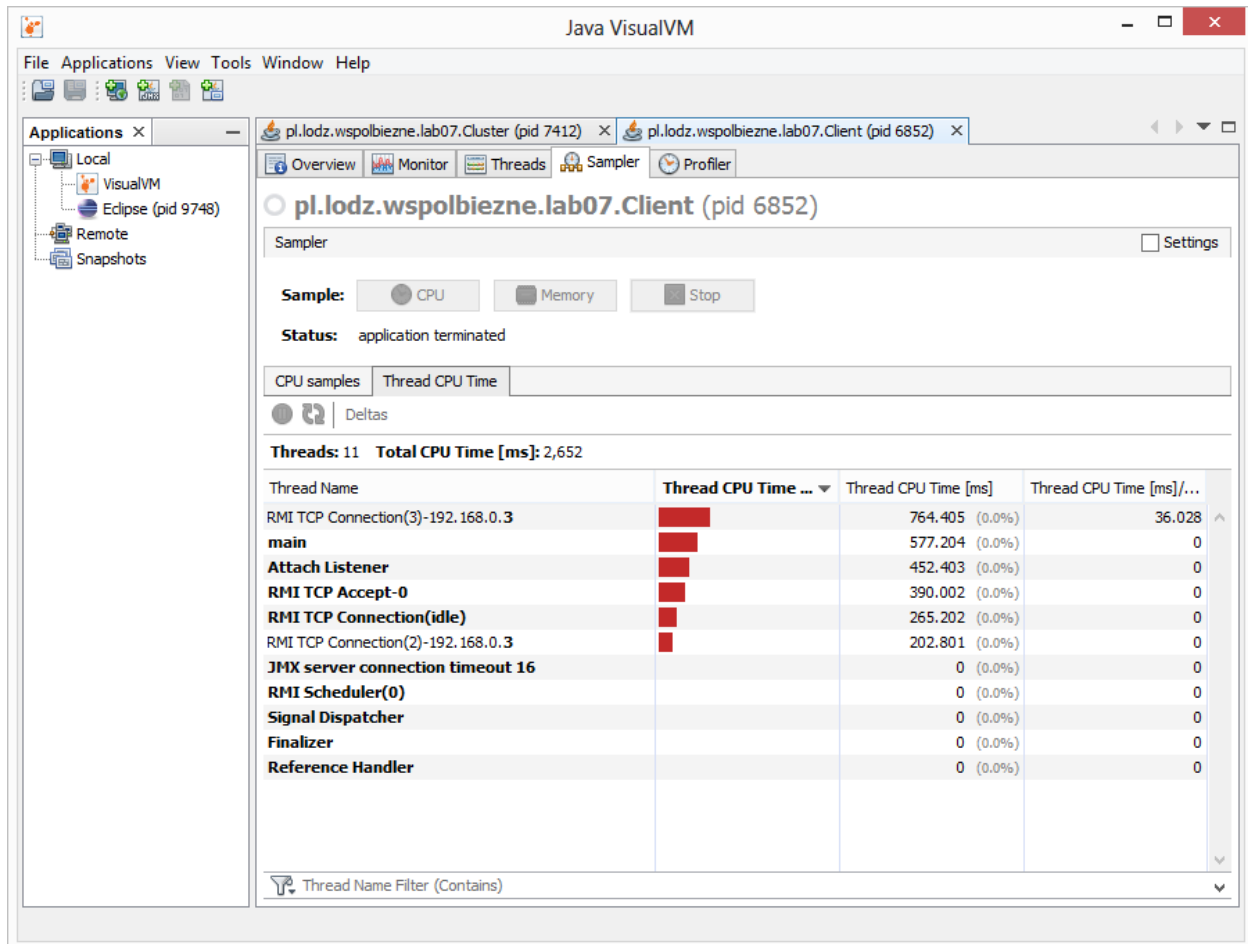 Java VisualVM
File Applications View Tools Window Help
Applications
Local
VisualVM
Eclipse (pid 9748)
Remote
Snapshots
pl.lodz.wspolbiezne.lab07.Cluster (pid 7412) pl.lodz.wspolbiezne.lab07.Client (pid 6852)
Overview Monitor Threads Sampler Profiler
pl.lodz.wspolbiezne.lab07.Client (pid 6852)
Sampler Settings
Sample: CPU Memory Stop
Status: application terminated
CPU samples Thread CPU Time
Deltas
Threads: 11 Total CPU Time [ms]: 2,652
Thread Name Thread CPU Time ... Thread CPU Time [ms] Thread CPU Time [ms]/...
RMI TCP Connection(3)-192.168.0.3 764.405 (0.0%) 36.028
main 577.204 (0.0%) 0
Attach Listener 452.403 (0.0%) 0
RMI TCP Accept-0 390.002 (0.0%) 0
RMI TCP Connection(idle) 265.202 (0.0%) 0
RMI TCP Connection(2)-192.168.0.3 202.801 (0.0%) 0
JMX server connection timeout 16 0 (0.0%) 0
RMI Scheduler(0) 0 (0.0%) 0
Signal Dispatcher 0 (0.0%) 0
Finalizer 0 (0.0%) 0
Reference Handler 0 (0.0%) 0
Thread Name Filter (Contains)